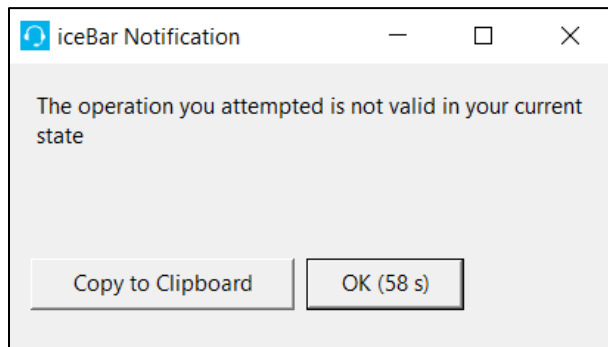 iceBar Notification
The operation you attempted is not valid in your current
state
Copy to Clipboard
OK (58 s)